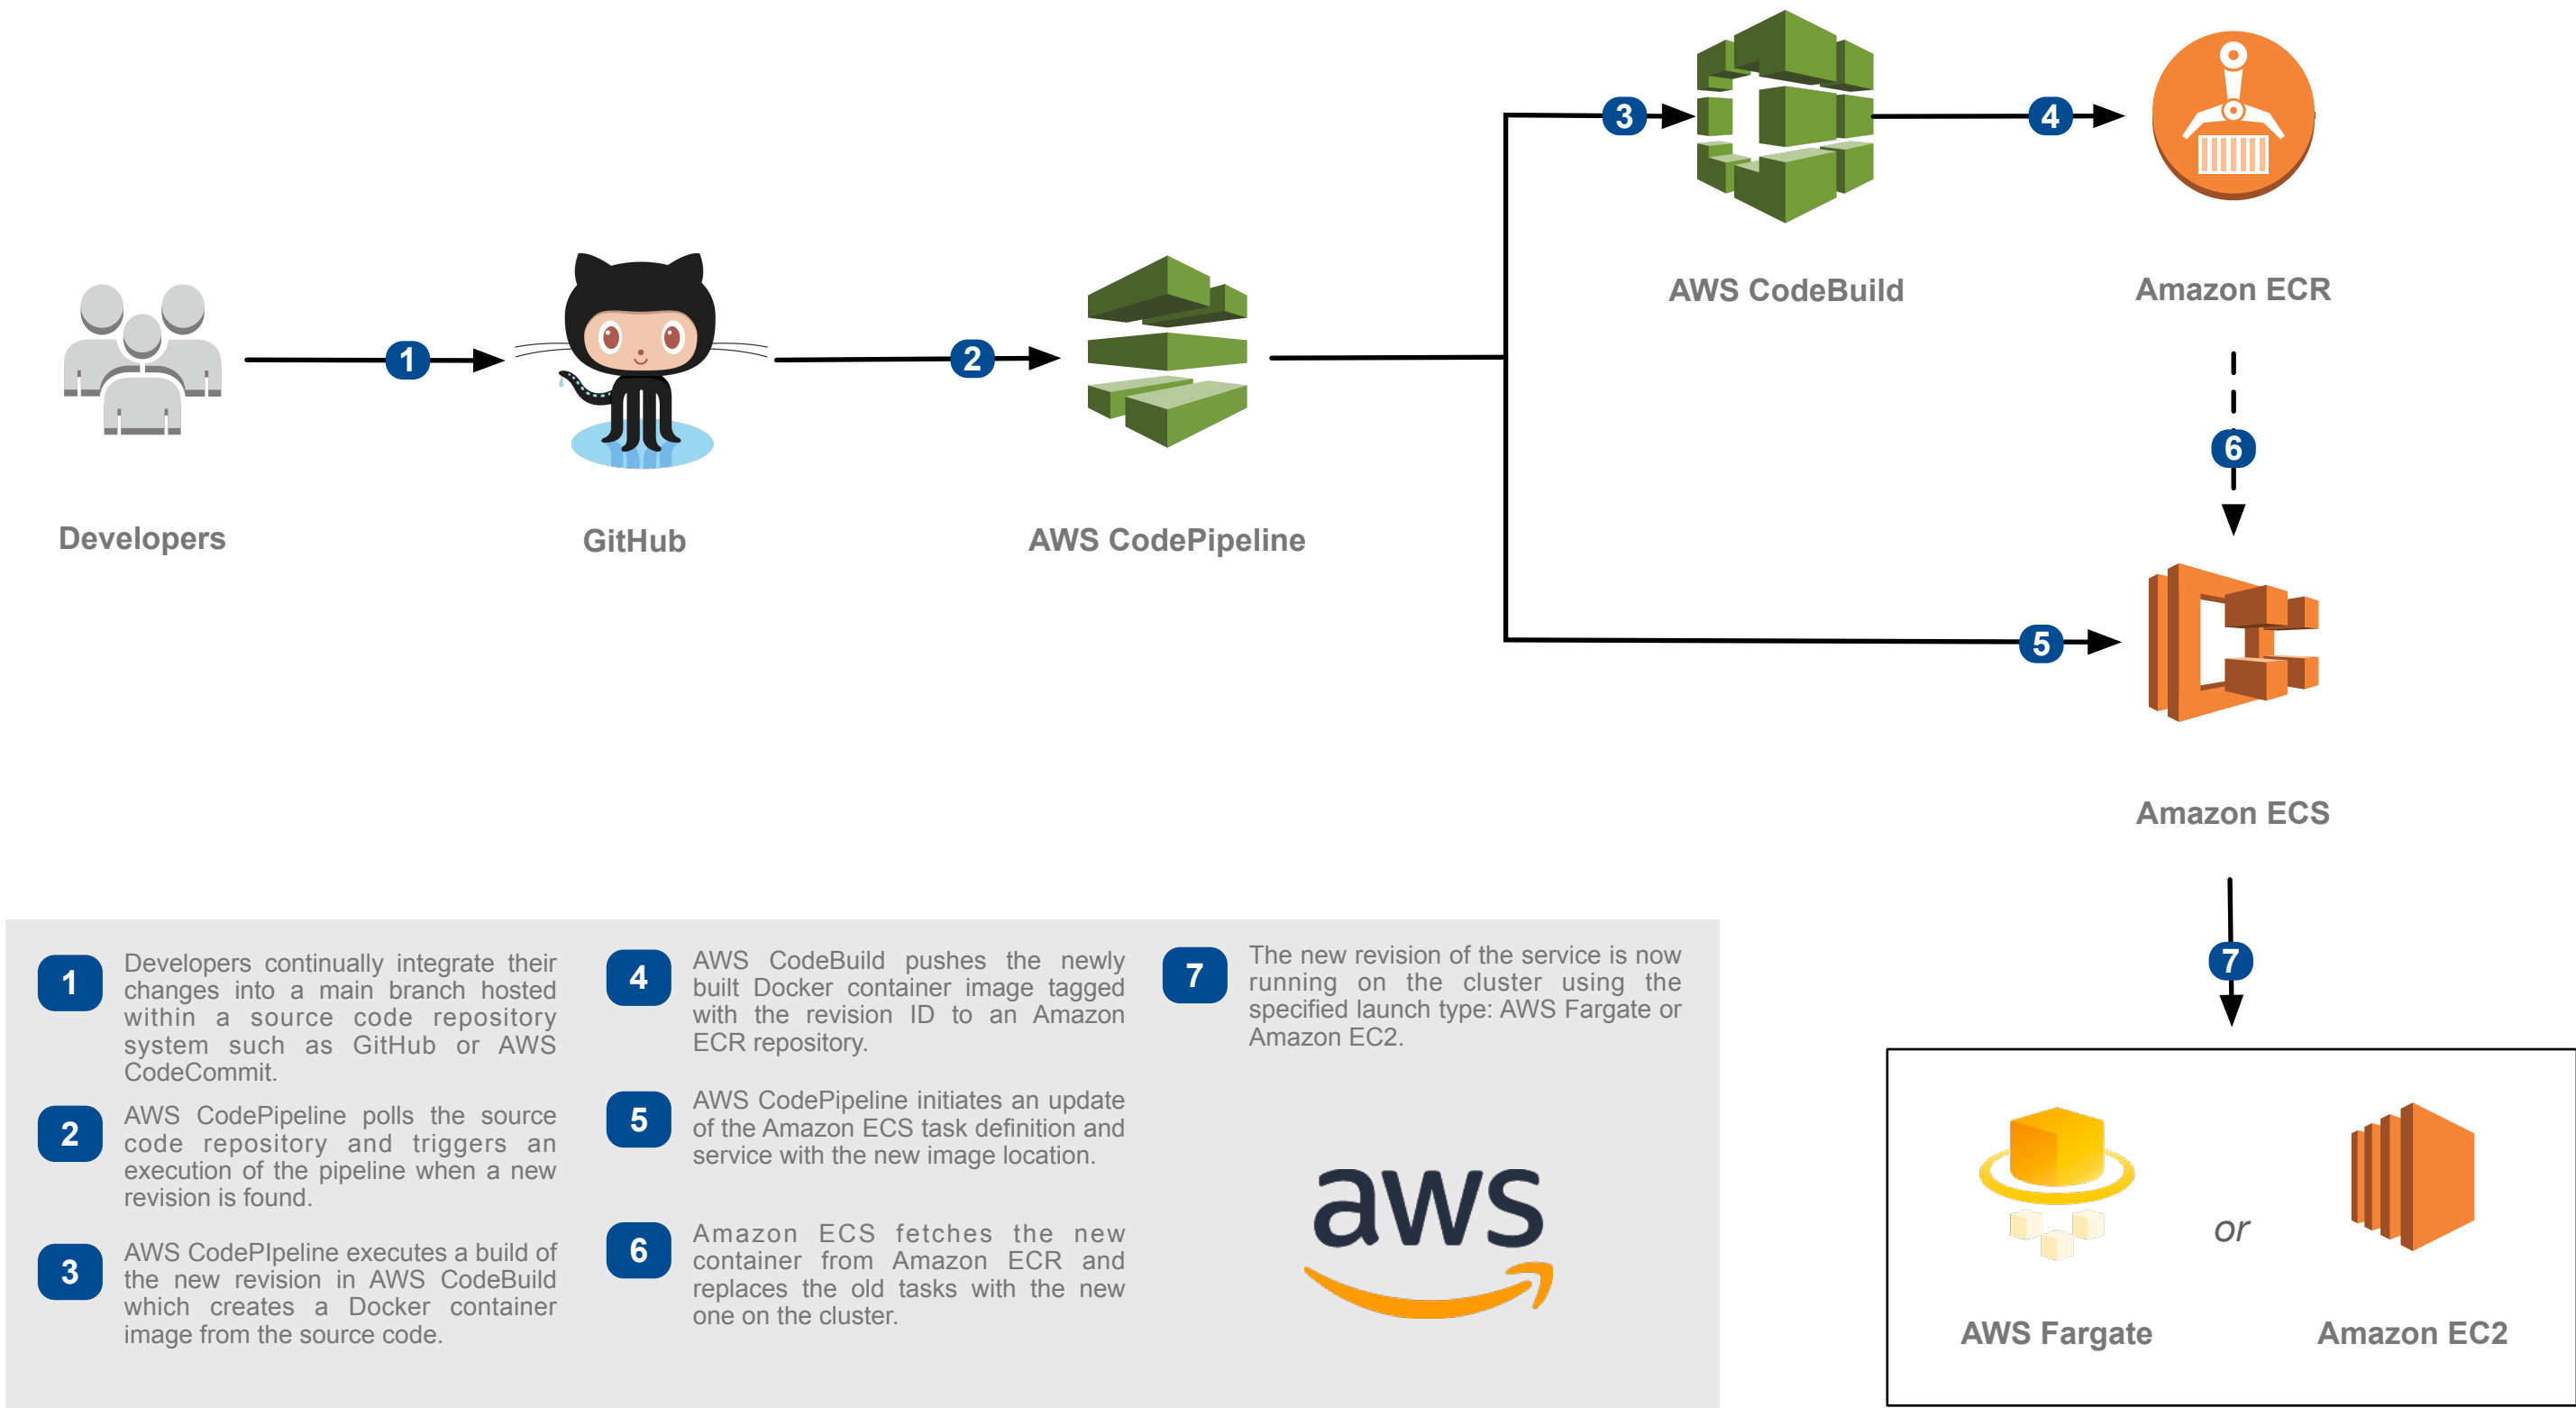 3
4
AWS CodeBuild
Amazon ECR
1
2
6
Developers
GitHub
AWS CodePipeline
5
Amazon ECS
7
1
Developers continually integrate their
changes into a main branch hosted
within a source code repository
system such as GitHub or AWS
CodeCommit.
2
AWS CodePipeline polls the source
code repository and triggers an
execution of the pipeline when a new
revision is found.
3
AWS CodePIpeline executes a build of
the new revision in AWS CodeBuild
which creates a Docker container
image from the source code.
4
AWS CodeBuild pushes the newly
built Docker container image tagged
with the revision ID to an Amazon
ECR repository.
5
AWS CodePipeline initiates an update
of the Amazon ECS task definition and
service with the new image location.
6
Amazon ECS fetches the new
container from Amazon ECR and
replaces the old tasks with the new
one on the cluster.
7
The new revision of the service is now
running on the cluster using the
specified launch type: AWS Fargate or
Amazon EC2.
aws
or
AWS Fargate
Amazon EC2